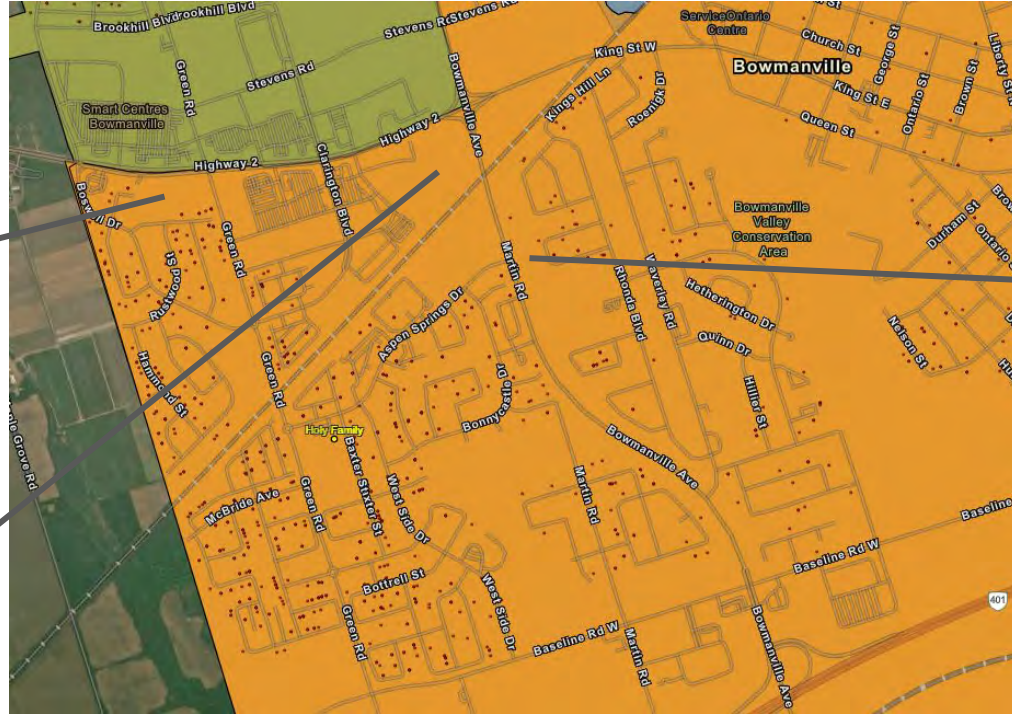 Brookhill Blvd
Brookhill Blvd
Stevens Rd
Stevens Rd
Stevens Rd
ServiceOntario
Centre
King St W
Church St
George St
Liberty St
Bowmanville
King St E
Ontario St
Brown St
Queen St
Green Rd
Smart Centres
Bowmanville
Highway 2
Highway 2
Bowmanville Ave
Kings Hill Ln
Roenigk Dr
Clarington Blvd
Boswell Dr
Green Rd
Rustwood St
Martin Rd
Bowmanville
Valley
Conservation
Area
Durham St
Ontario
Rhonda Blvd
Waverley Rd
Hetherington Dr
Aspen Springs Dr
Quinn Dr
Nelson St
Hammond St
Green Rd
Bonnycastle Dr
Hillier St
Holy Family
Maple Grove Rd
Baxter St
Stixter St
West Side Dr
Bowmanville Ave
McBride Ave
Green Rd
Martin Rd
Baseline
Baseline Rd W
Bottrell St
West Side Dr
Green Rd
Baseline Rd W
Martin Rd
Bowmanville Ave
401